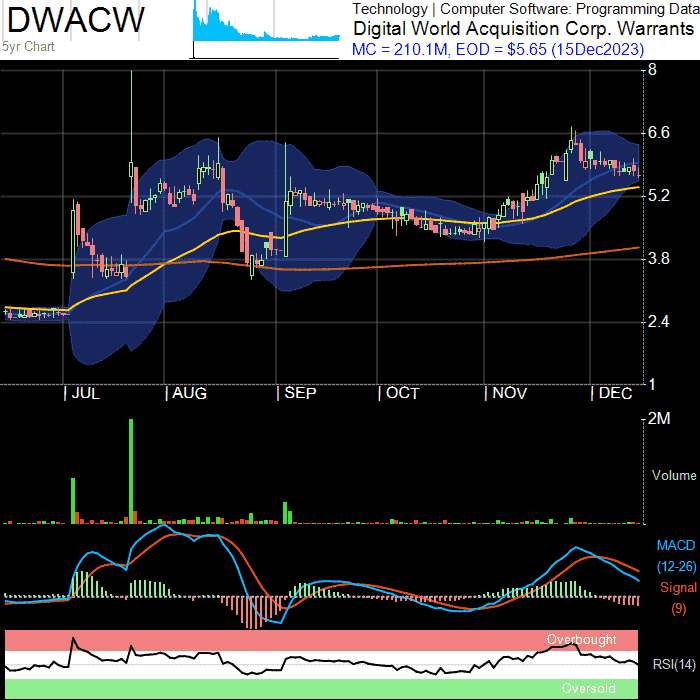 DWACW
5yr Chart
Technology | Computer Software: Programming Data
Digital World Acquisition Corp. Warrants
MC = 210.1M, EOD = $5.65 (15Dec2023)
8
6.6
5.2
3.8
2.4
1
| JUL | AUG | SEP | OCT | NOV | DEC
2M
Volume
MACD
(12-26)
Signal
(9)
Overbought
RSI(14)
Oversold